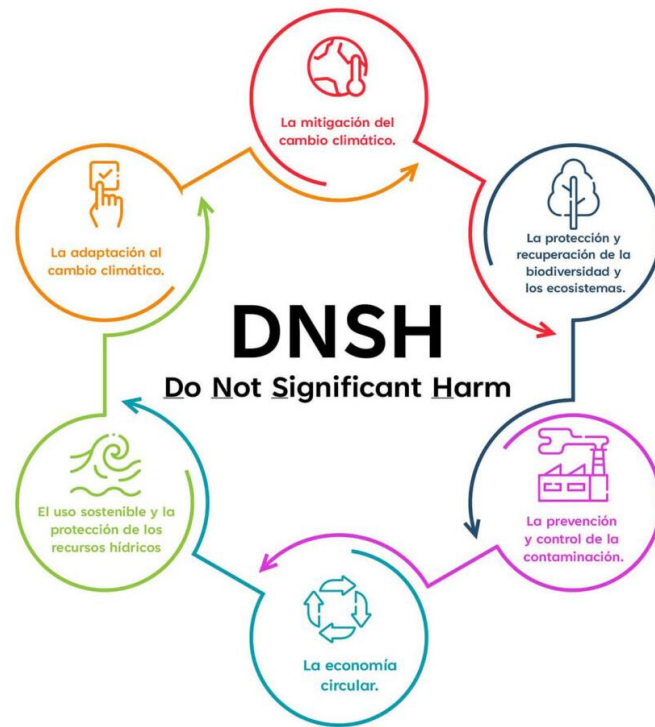 La mitigación del
cambio climático.
La adaptación al
cambio climático.
La protección y
recuperación de la
biodiversidad y
los ecosistemas.
DNSH
Do Not Significant Harm
El uso sostenible y la
protección de los
recursos hídricos
La prevención
y control de la
contaminación.
La economía
circular.